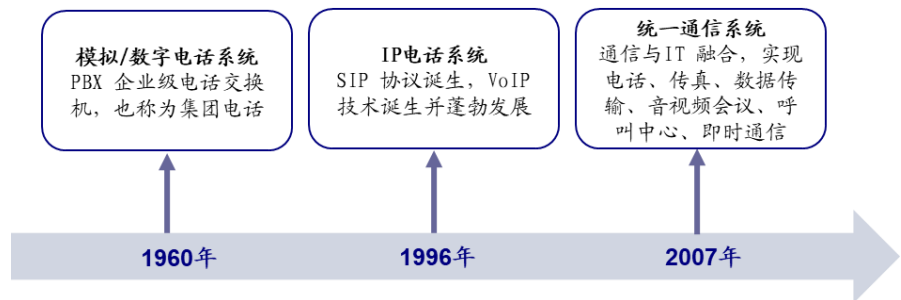 模拟/数字电话系统
PBX 企业级电话交换
机，也称为集团电话
IP电话系统
SIP 协议诞生，VoIP
技术诞生并蓬勃发展
统一通信系统
通信与IT 融合，实现
电话、传真、数据传
输、音视频会议、呼
叫中心、即时通信
1960年
1996年
2007年